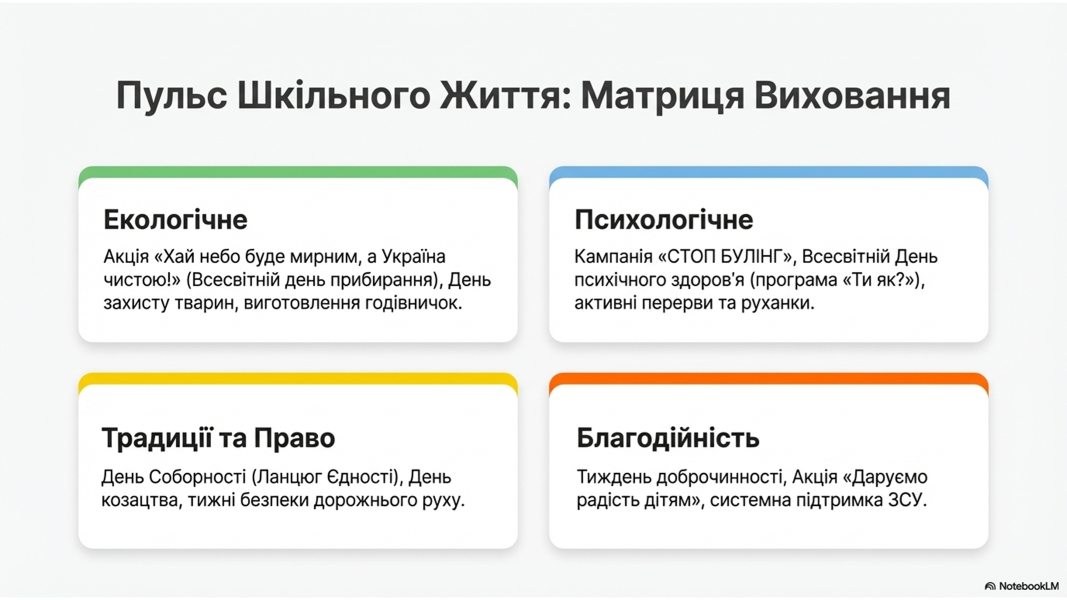 Пульс Шкільного Життя: Матриця Виховання
Екологічне
Акція «Хай небо буде мирним, а Україна
чистою!» (Всесвітній день прибирання), День
захисту тварин, виготовлення годівничок.
Психологічне
Кампанія «СТОП БУЛІНГ», Всесвітній День
психічного здоров'я (програма «Ти як?»),
активні перерви та руханки.
Традиції та Право
День Соборності (Ланцюг Єдності), День
козацтва, тижні безпеки дорожнього руху.
Благодійність
Тиждень доброчинності, Акція «Даруємо
радість дітям», системна підтримка ЗСУ.
NotebookLM